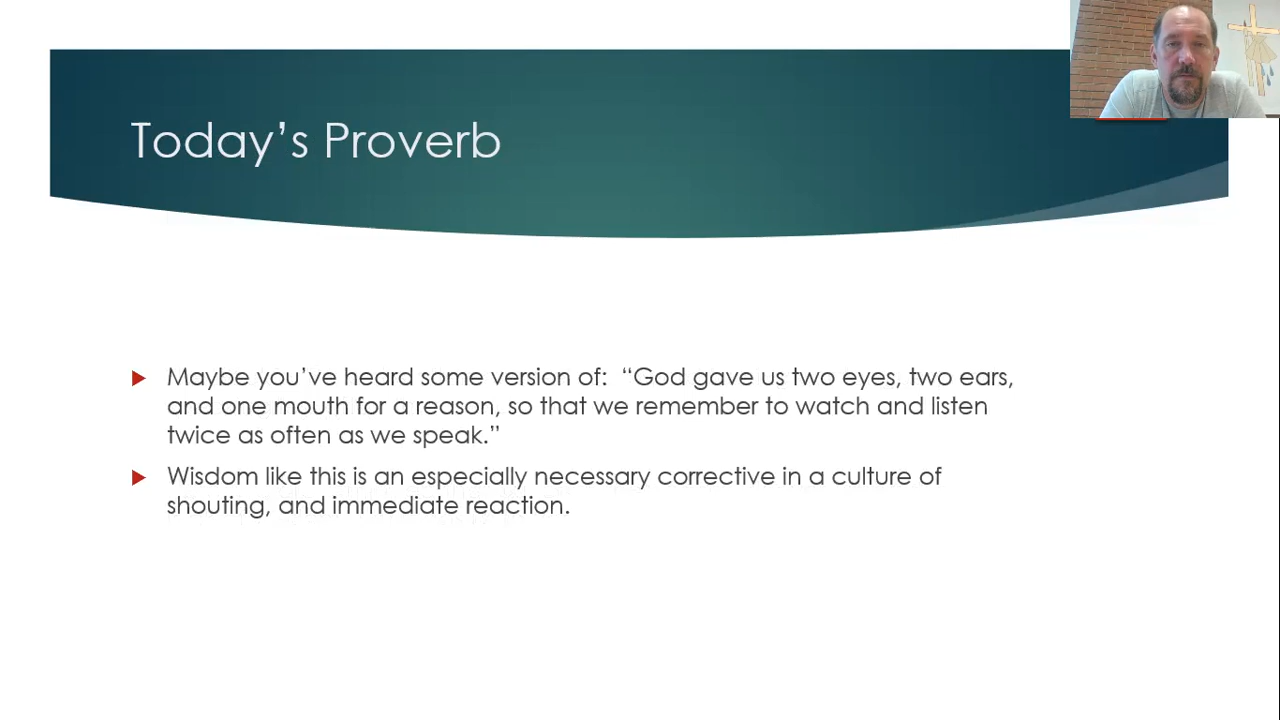 Today’s Proverb
Maybe you’ve heard some version of:  “God gave us two eyes, two ears,
and one mouth for a reason, so that we remember to watch and listen
twice as often as we speak.”
Wisdom like this is an especially necessary corrective in a culture of
shouting, and immediate reaction.